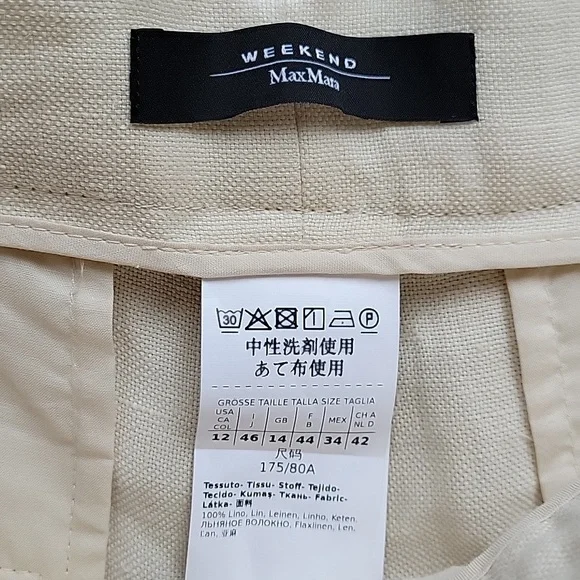 WEEKEND
MaxMara
30 P
中性洗剤使用
あて布使用
GRÖSSE TAILLE TALLA SIZE TAGLIA
USA CA COL I J GB F B MEX CH A NL D
12 46 14 44 34 42
尺码
175/80A
Tessuto- Tissu- Stoff- Tejido-
Tecido- Kumaş- Ткань- Fabric-
Látka- 面料
100% Lino, Lin, Leinen, Linho, Keten,
ЛЬНЯНОЕ ВОЛОКНО, Flaxlinen, Len,
Ľan, 亚麻